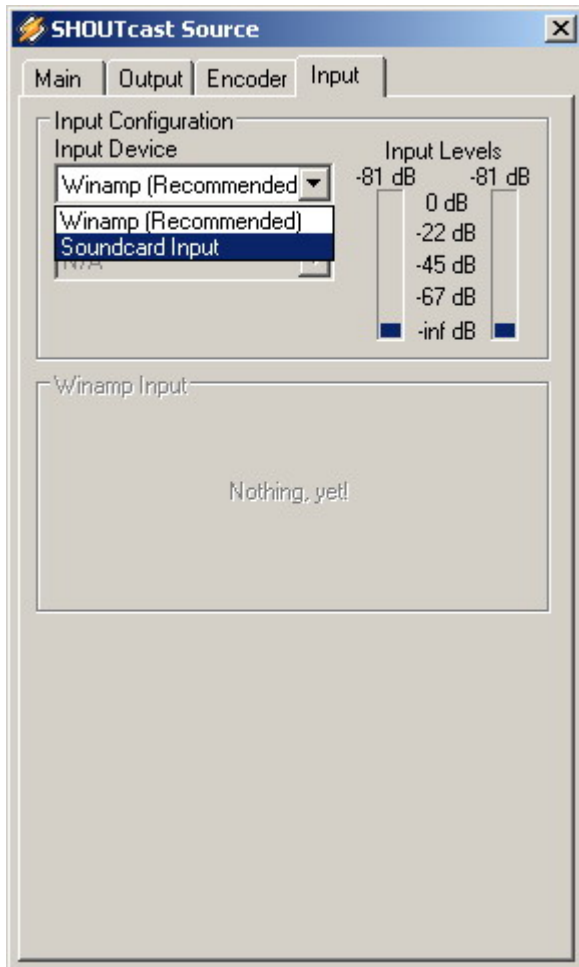 SHOUTcast Source
Main Output Encoder Input
Input Configuration
Input Device
Winamp (Recommended
Winamp (Recommended)
Soundcard Input
N/A
Input Levels
-81 dB -81 dB
0 dB
-22 dB
-45 dB
-67 dB
-inf dB
Winamp Input
Nothing, yet!